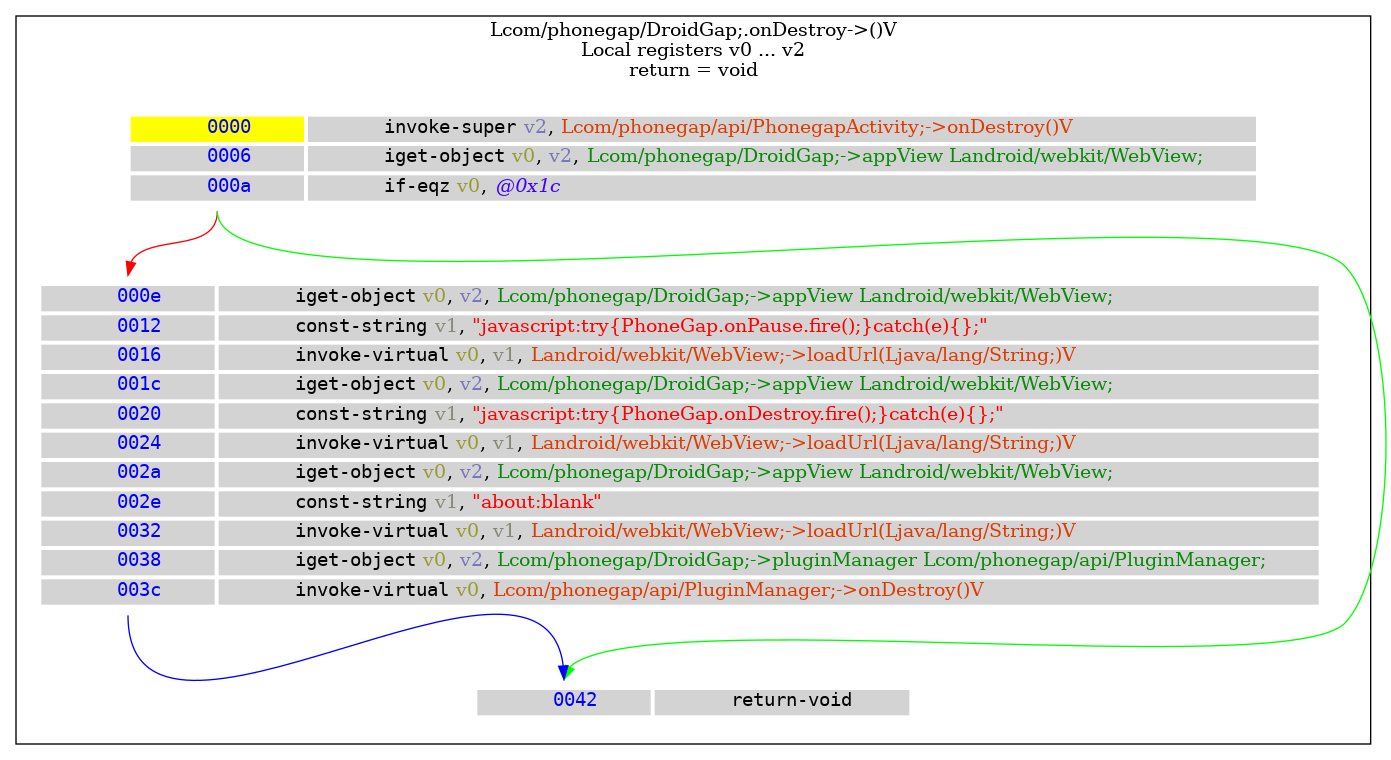 Lcom/phonegap/DroidGap;.onDestroy->()V
Local registers v0 ... v2
return = void
0000 invoke-super v2, Lcom/phonegap/api/PhonegapActivity;->onDestroy()V
0006 iget-object v0, v2, Lcom/phonegap/DroidGap;->appView Landroid/webkit/WebView;
000a if-eqz v0, @0x1c
000e iget-object v0, v2, Lcom/phonegap/DroidGap;->appView Landroid/webkit/WebView;
0012 const-string v1, "javascript:try{PhoneGap.onPause.fire();}catch(e){};"
0016 invoke-virtual v0, v1, Landroid/webkit/WebView;->loadUrl(Ljava/lang/String;)V
001c iget-object v0, v2, Lcom/phonegap/DroidGap;->appView Landroid/webkit/WebView;
0020 const-string v1, "javascript:try{PhoneGap.onDestroy.fire();}catch(e){};"
0024 invoke-virtual v0, v1, Landroid/webkit/WebView;->loadUrl(Ljava/lang/String;)V
002a iget-object v0, v2, Lcom/phonegap/DroidGap;->appView Landroid/webkit/WebView;
002e const-string v1, "about:blank"
0032 invoke-virtual v0, v1, Landroid/webkit/WebView;->loadUrl(Ljava/lang/String;)V
0038 iget-object v0, v2, Lcom/phonegap/DroidGap;->pluginManager Lcom/phonegap/api/PluginManager;
003c invoke-virtual v0, Lcom/phonegap/api/PluginManager;->onDestroy()V
0042 return-void